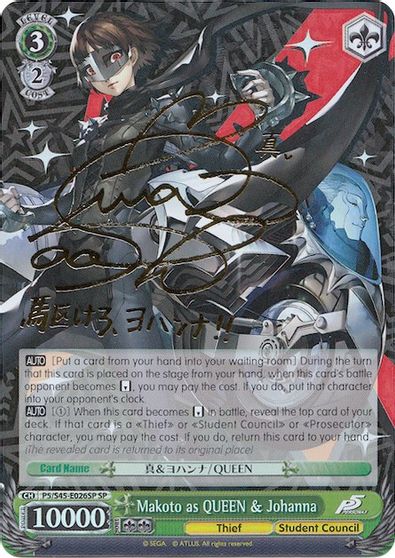 LEVEL
3
2
COST
真、
駆けろ、ヨハンナ!!
AUTO [Put a card from your hand into your waiting room] During the turn
that this card is placed on the stage from your hand, when this card's battle
opponent becomes, you may pay the cost. If you do, put that character
into your opponent's clock.
AUTO [(1)] When this card becomes in battle, reveal the top card of your
deck. If that card is a «Thief» or «Student Council» or «Prosecutor»
character, you may pay the cost. If you do, return this card to your hand.
(The revealed card is returned to its original place)
Card Name 真&ヨハンナ/QUEEN
CH P5/S45-E026SP SP
Makoto as QUEEN & Johanna
P5
POWER 10000
Thief Student Council
© SEGA. © ATLUS. All rights reserved.